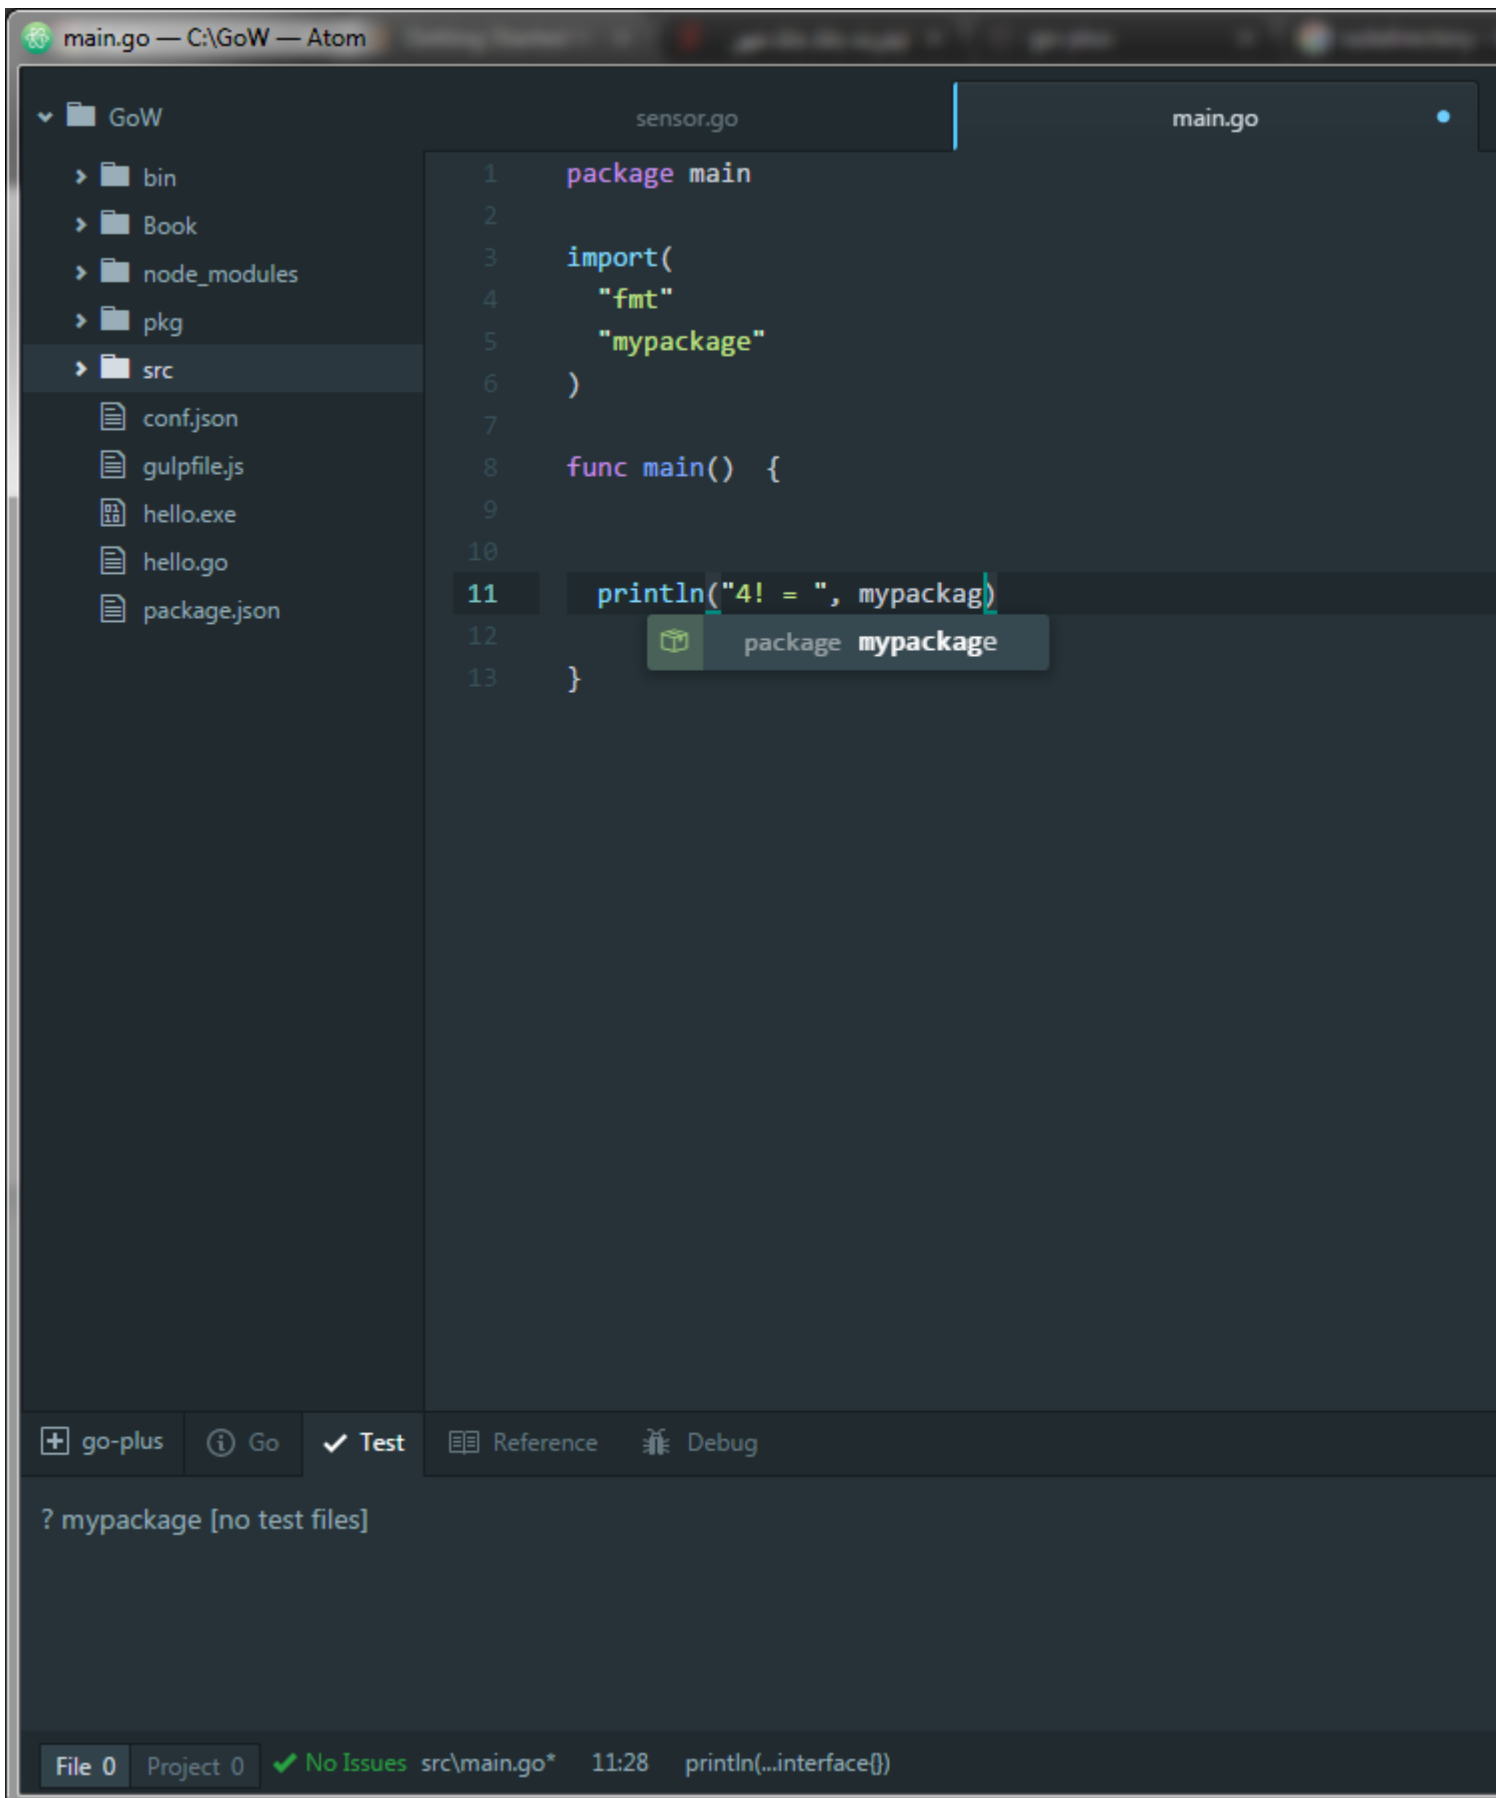 main.go — C:\GoW — Atom
GoW
bin
Book
node_modules
pkg
src
conf.json
gulpfile.js
hello.exe
hello.go
package.json
sensor.go
main.go
1 package main
2
3 import(
4 "fmt"
5 "mypackage"
6 )
7
8 func main() {
9
10
11 println("4! = ", mypackag)
package mypackage
12
13 }
go-plus
Go
Test
Reference
Debug
? mypackage [no test files]
File 0 Project 0 No Issues src\main.go* 11:28 println(...interface{})